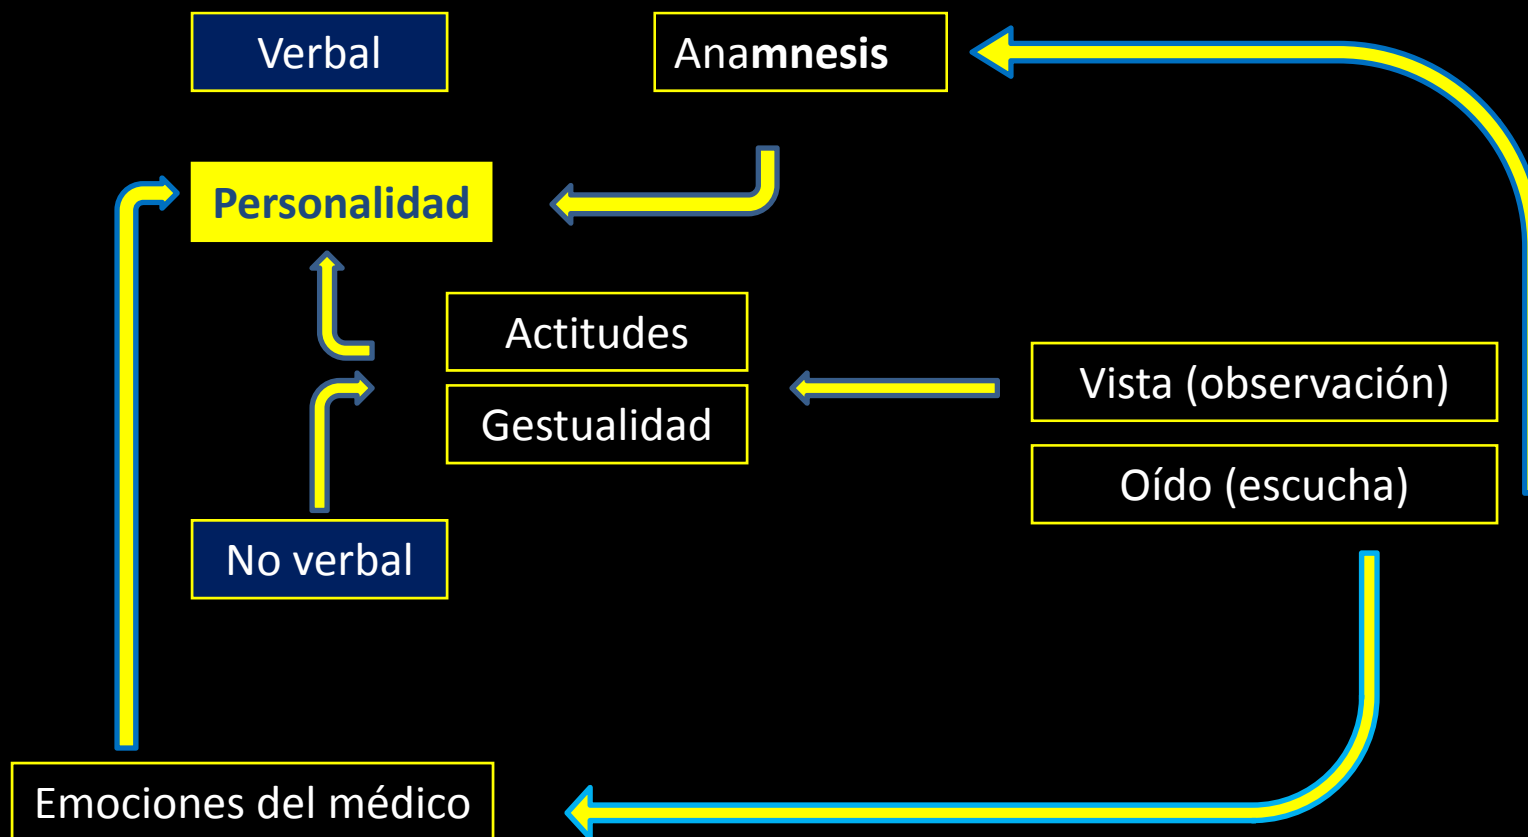 Verbal
Anamnesis
Personalidad
Actitudes
Gestualidad
Vista (observación)
Oído (escucha)
No verbal
Emociones del médico